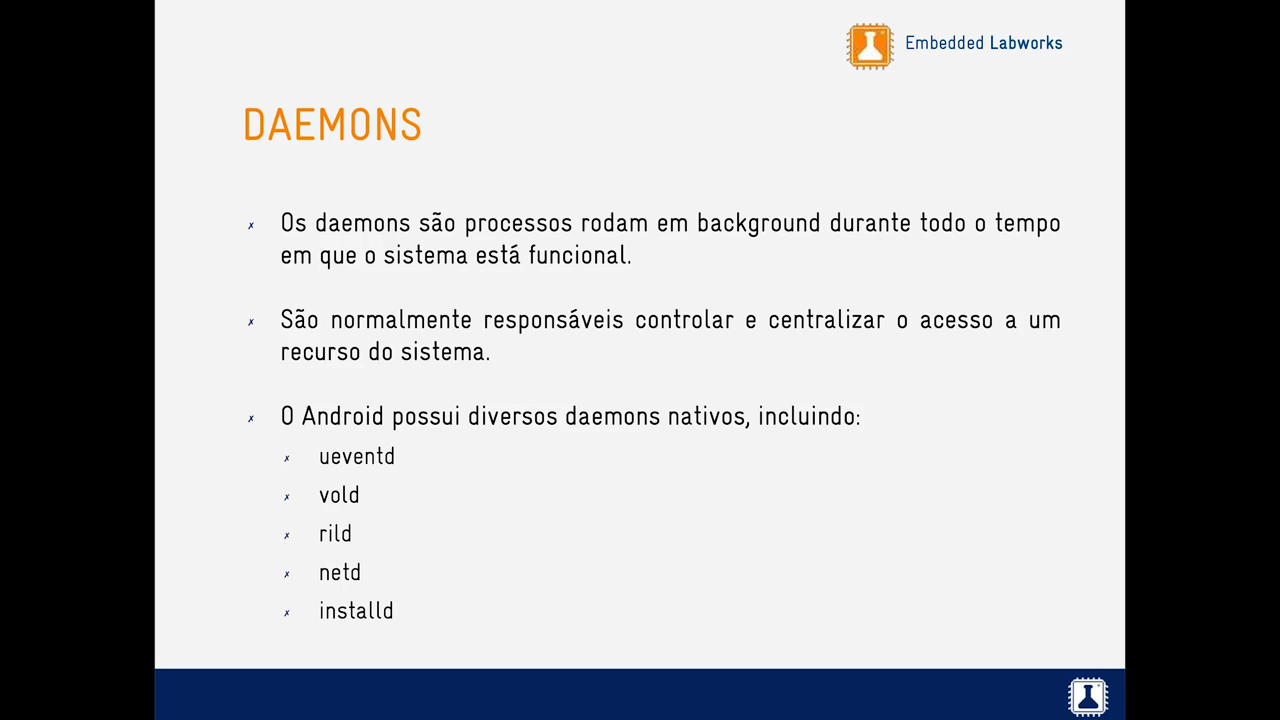 Embedded Labworks
DAEMONS
✗ Os daemons são processos rodam em background durante todo o tempo
em que o sistema está funcional.
✗ São normalmente responsáveis controlar e centralizar o acesso a um
recurso do sistema.
✗ O Android possui diversos daemons nativos, incluindo:
✗ ueventd
✗ vold
✗ rild
✗ netd
✗ installd